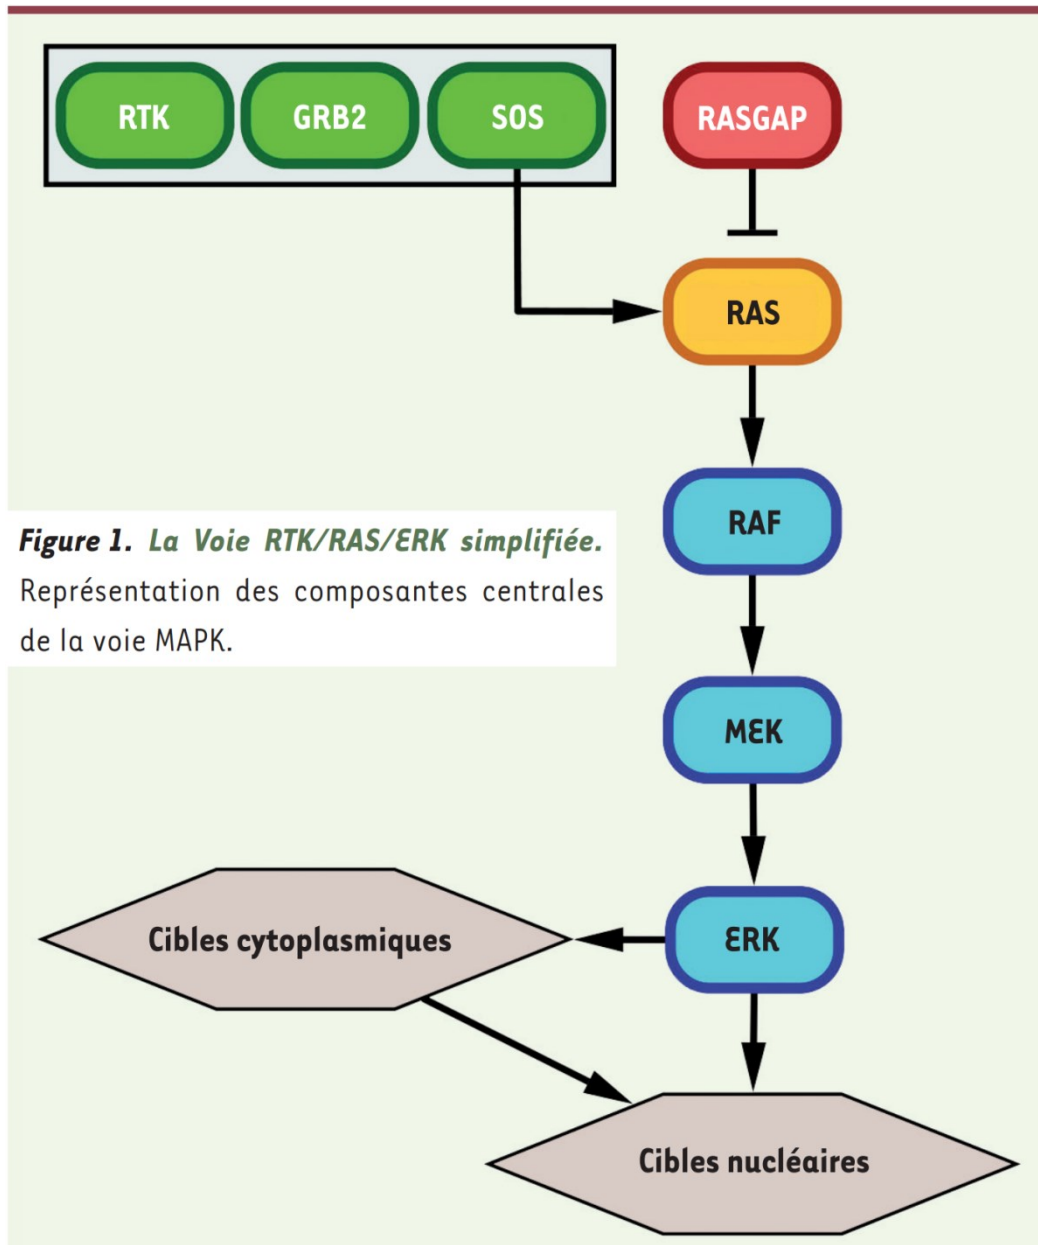 RTK GRB2 SOS RASGAP
RAS
RAF
Figure 1. La Voie RTK/RAS/ERK simplifiée.
Représentation des composantes centrales
de la voie MAPK.
MEK
Cibles cytoplasmiques ERK
Cibles nucléaires